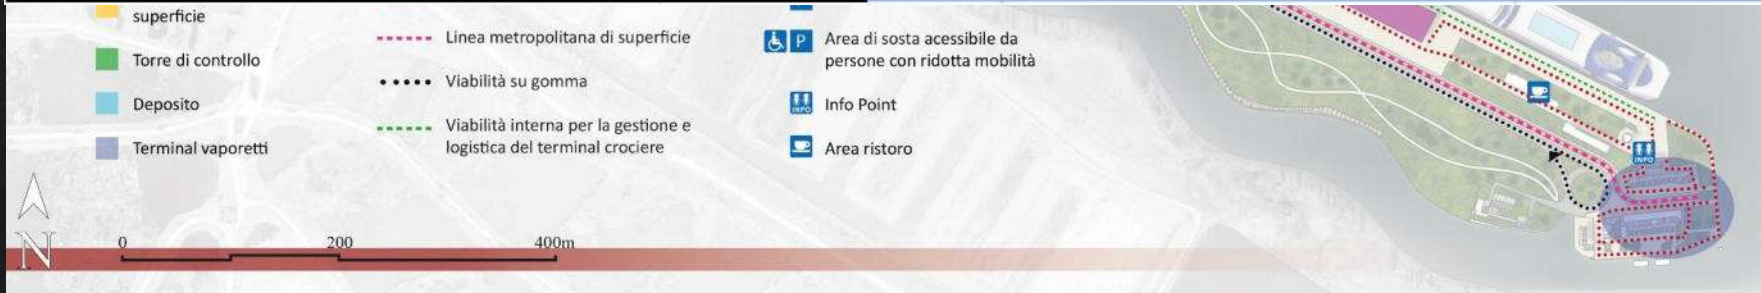 superficie
Torre di controllo
Deposito
Terminal vaporetti
Linea metropolitana di superficie
Viabilità su gomma
Viabilità interna per la gestione e
logistica del terminal crociere
P
Area di sosta acessibile da
persone con ridotta mobilità
INFO
Info Point
Area ristoro
INFO
N
0 200 400m